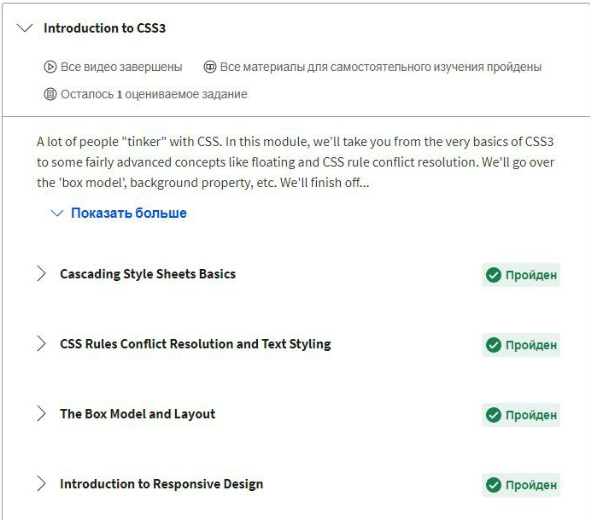 Introduction to CSS3
Все видео завершены Все материалы для самостоятельного изучения пройдены
Осталось 1 оцениваемое задание
A lot of people "tinker" with CSS. In this module, we'll take you from the very basics of CSS3
to some fairly advanced concepts like floating and CSS rule conflict resolution. We'll go over
the 'box model', background property, etc. We'll finish off...
Показать больше
Cascading Style Sheets Basics Пройден
CSS Rules Conflict Resolution and Text Styling Пройден
The Box Model and Layout Пройден
Introduction to Responsive Design Пройден